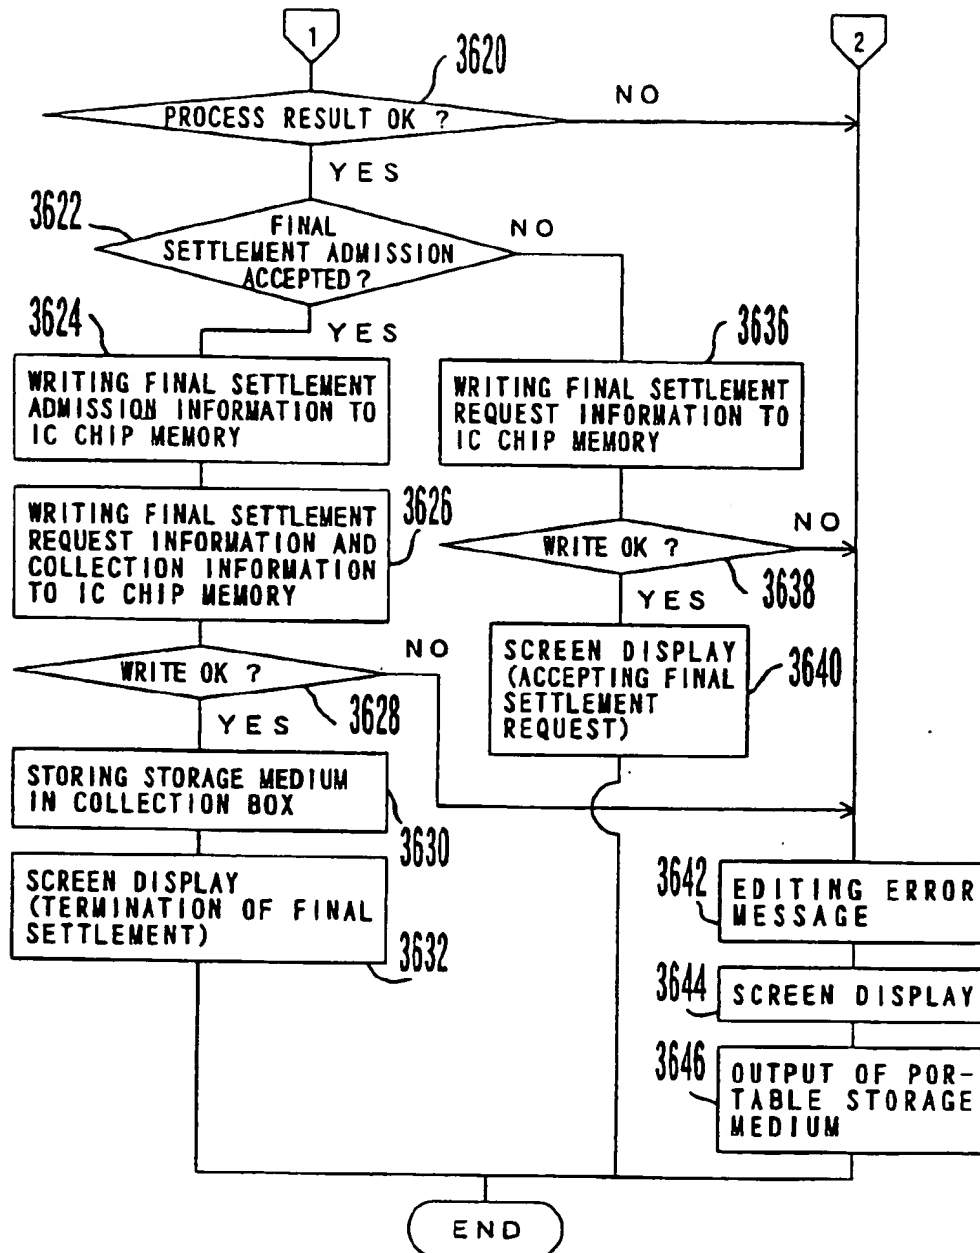 1
2
3620
NO
PROCESS RESULT OK ?
YES
3622
FINAL
SETTLEMENT ADMISSION
ACCEPTED?
NO
YES
3624
WRITING FINAL SETTLEMENT
ADMISSION INFORMATION TO
IC CHIP MEMORY
3636
WRITING FINAL SETTLEMENT
REQUEST INFORMATION TO
IC CHIP MEMORY
WRITING FINAL SETTLEMENT
REQUEST INFORMATION AND
COLLECTION INFORMATION
TO IC CHIP MEMORY
3626
WRITE OK ?
NO
3638
YES
WRITE OK ?
NO
3628
YES
SCREEN DISPLAY
(ACCEPTING FINAL
SETTLEMENT
REQUEST)
3640
STORING STORAGE MEDIUM
IN COLLECTION BOX
3630
SCREEN DISPLAY
(TERMINATION OF FINAL
SETTLEMENT)
3632
3642
EDITING ERROR
MESSAGE
3644
SCREEN DISPLAY
3646
OUTPUT OF POR-
TABLE STORAGE
MEDIUM
END